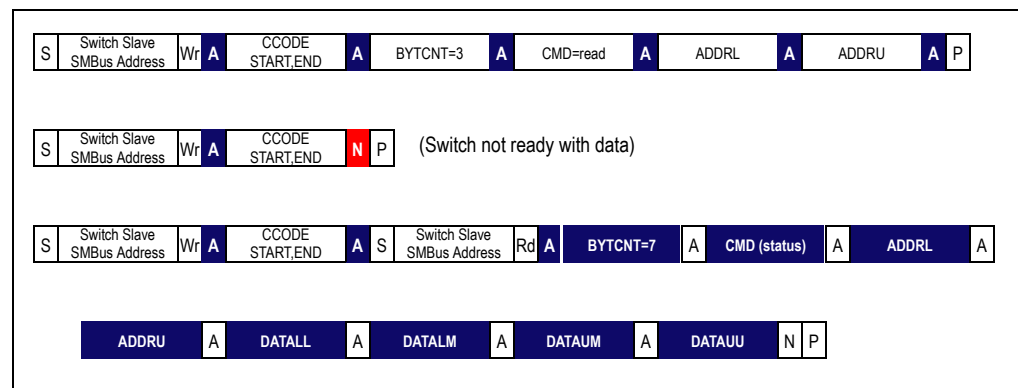 S Switch Slave SMBus Address Wr A CCODE START,END A BYTCNT=3 A CMD=read A ADDRL A ADDRU A P
S Switch Slave SMBus Address Wr A CCODE START,END N P (Switch not ready with data)
S Switch Slave SMBus Address Wr A CCODE START,END A S Switch Slave SMBus Address Rd A BYTCNT=7 A CMD (status) A ADDRL A
ADDRU A DATALL A DATALM A DATAUM A DATAUU N P